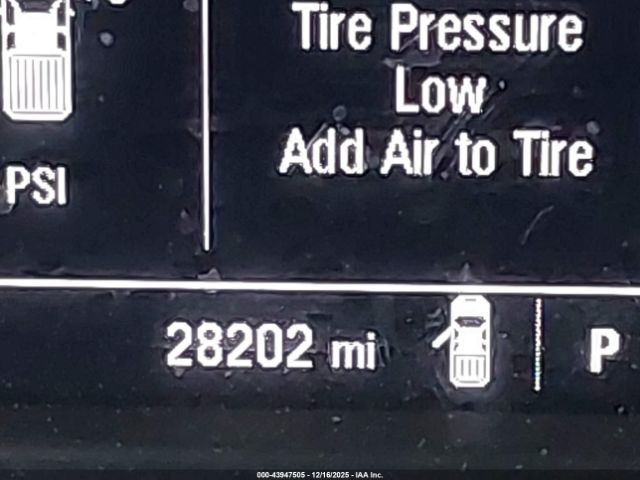 Tire Pressure
Low
Add Air to Tire
PSI
28202 mi P
000-43947505 - 12/16/2025 - IAA Inc.